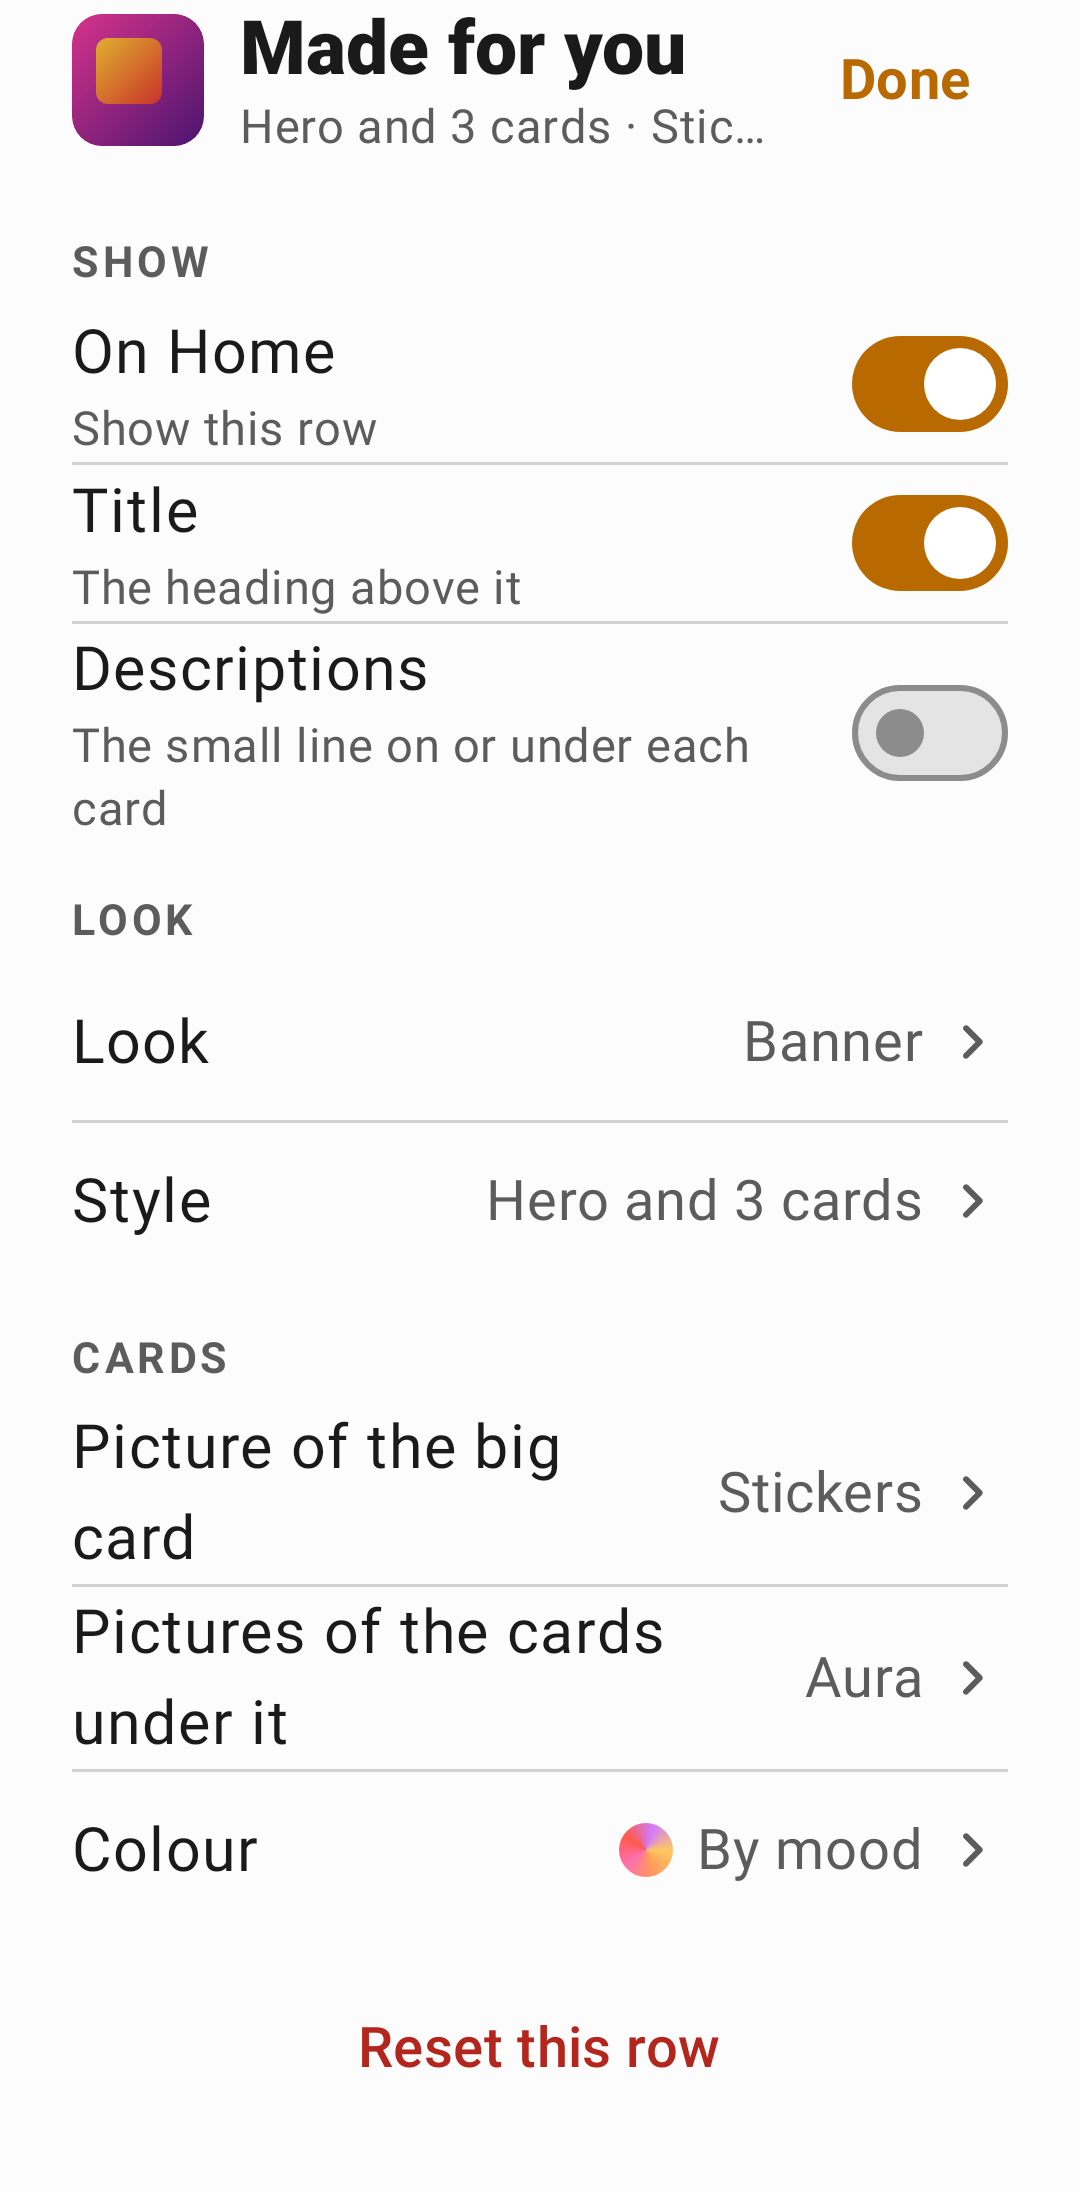 Made for you
Done
Hero and 3 cards · Stic…
SHOW
On Home
Show this row
Title
The heading above it
Descriptions
The small line on or under each
card
LOOK
Look
Banner
Style
Hero and 3 cards
CARDS
Picture of the big
card
Stickers
Pictures of the cards
under it
Aura
Colour
By mood
Reset this row